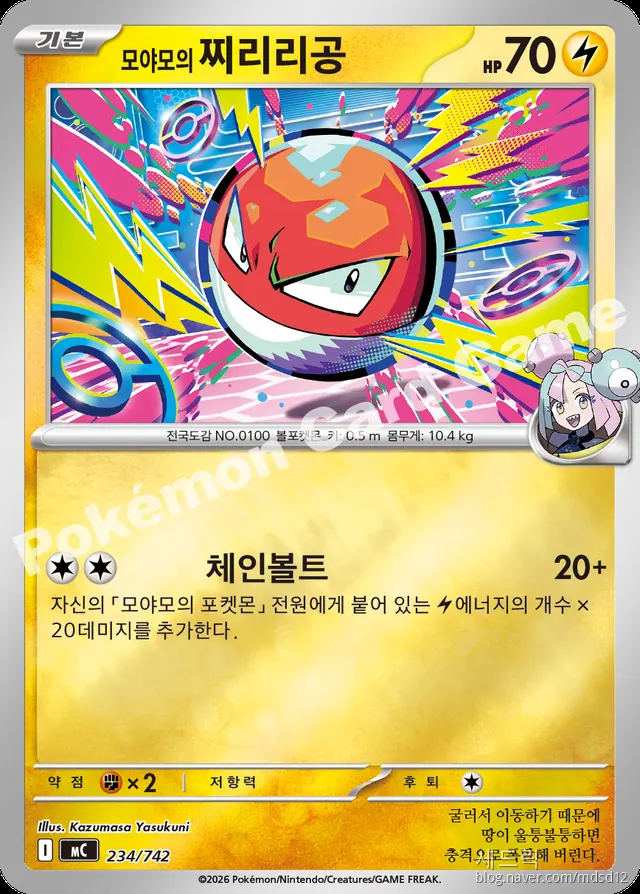 기본
모야모의 찌리리공
HP 70
전국도감 NO.0100 볼포켓몬 키: 0.5 m 몸무게: 10.4 kg
Pokémon Card Game
체인볼트 20+
자신의 「모야모의 포켓몬」 전원에게 붙어 있는 에너지의 개수 ×
20데미지를 추가한다.
약점 ×2 저항력 후퇴
Illus. Kazumasa Yasukuni
I MC 234/742
굴러서 이동하기 때문에
땅이 울퉁불퉁하면
충격으로 폭발해 버린다.
©2026 Pokémon/Nintendo/Creatures/GAME FREAK.
blog.naver.com/mdsd12